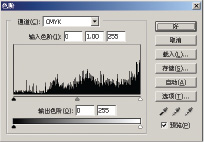 色阶
通道(C): CMYK
输入色阶(I): 0 1.00 255
输出色阶(O): 0 255
好
取消
载入(L)...
存储(S)...
自动(A)
选项(T)...
预览(P)